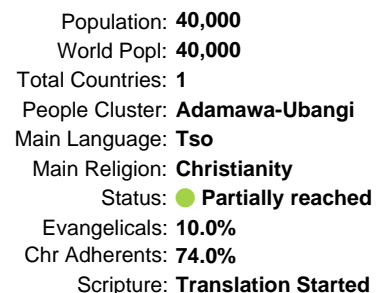 Population: 40,000
World Popl: 40,000
Total Countries: 1
People Cluster: Adamawa-Ubangi
Main Language: Tso
Main Religion: Christianity
Status: Partially reached
Evangelicals: 10.0%
Chr Adherents: 74.0%
Scripture: Translation Started